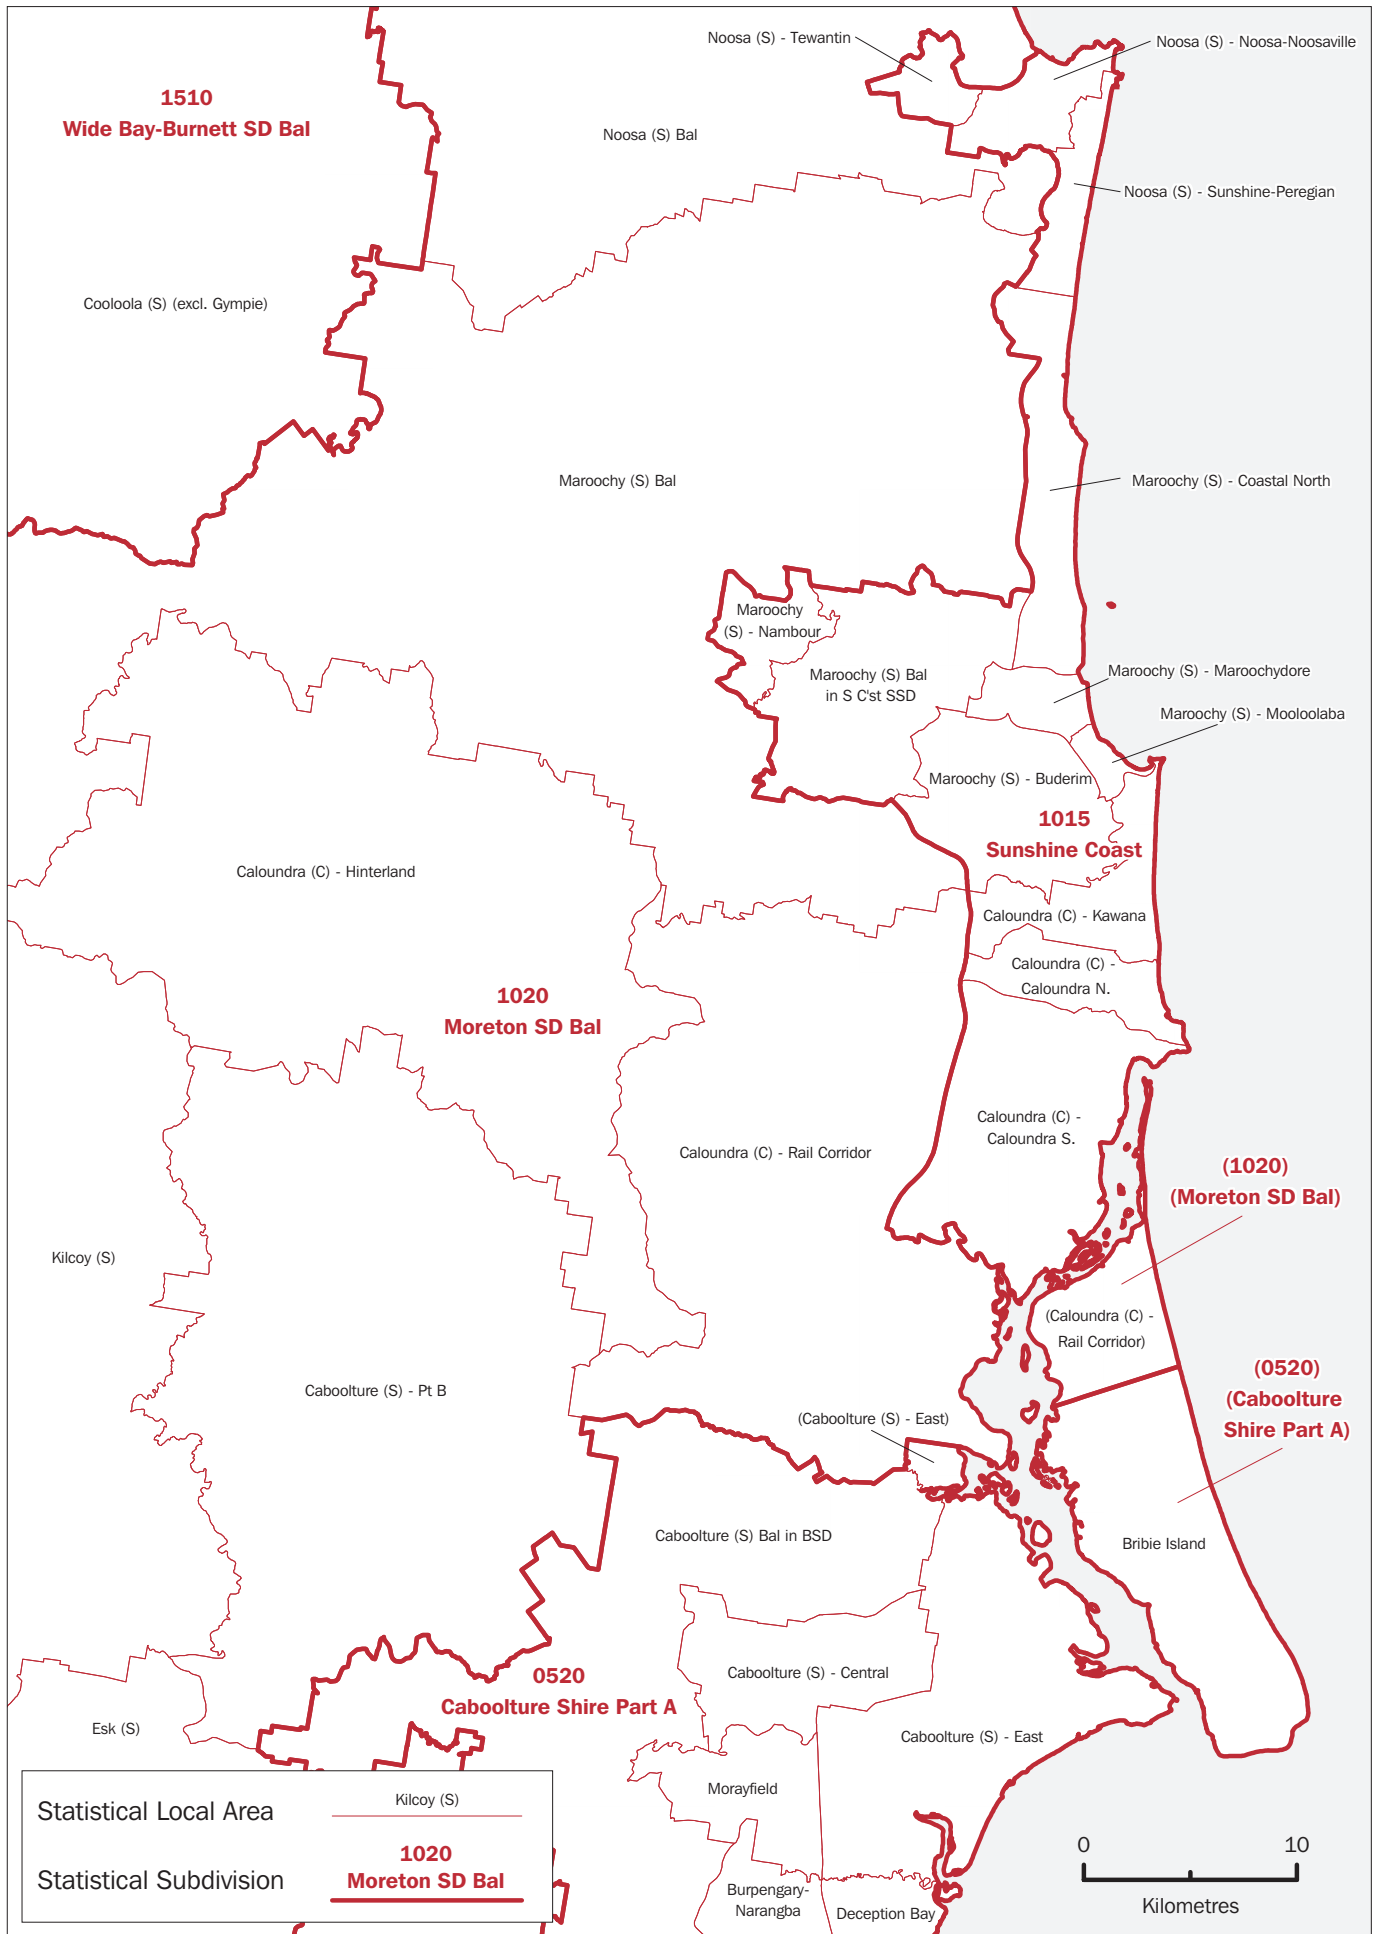 Noosa (S) - Tewantin
Noosa (S) - Noosa-Noosaville
1510
Wide Bay-Burnett SD Bal
Noosa (S) Bal
Noosa (S) - Sunshine-Peregian
Cooloola (S) (excl. Gympie)
Maroochy (S) Bal
Maroochy (S) - Coastal North
Maroochy
(S) - Nambour
Maroochy (S) Bal
in S C'st SSD
Maroochy (S) - Maroochydore
Maroochy (S) - Mooloolaba
Maroochy (S) - Buderim
1015
Sunshine Coast
Caloundra (C) - Hinterland
Caloundra (C) - Kawana
Caloundra (C) -
Caloundra N.
1020
Moreton SD Bal
Caloundra (C) -
Caloundra S.
Caloundra (C) - Rail Corridor
(1020)
(Moreton SD Bal)
Kilcoy (S)
(Caloundra (C) -
Rail Corridor)
(0520)
(Caboolture
Shire Part A)
Caboolture (S) - Pt B
(Caboolture (S) - East)
Caboolture (S) Bal in BSD
Bribie Island
0520
Caboolture Shire Part A
Caboolture (S) - Central
Esk (S)
Caboolture (S) - East
Morayfield
Burpengary-
Narangba
Deception Bay
Statistical Local Area
Kilcoy (S)
Statistical Subdivision
1020
Moreton SD Bal
0 10
Kilometres